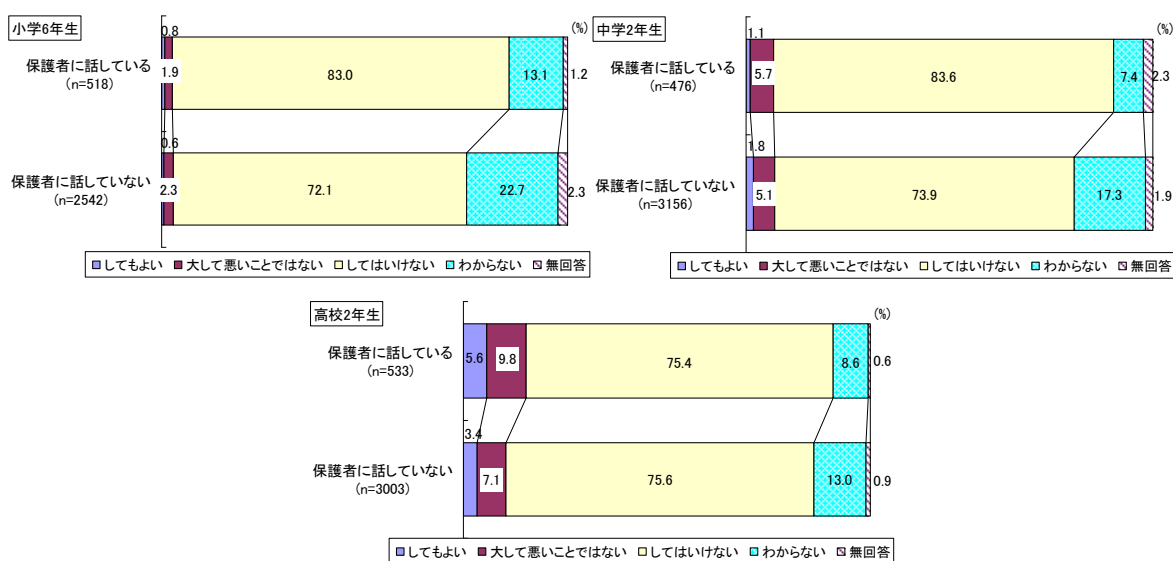 小学6年生
(%)
0.8
保護者に話している
(n=518)
1.9
83.0
13.1
1.2
0.6
保護者に話していない
(n=2542)
2.3
72.1
22.7
2.3
■してもよい ■大して悪いことではない □してはいけない ■わからない □無回答
中学2年生
(%)
1.1
保護者に話している
(n=476)
5.7
83.6
7.4
2.3
1.8
保護者に話していない
(n=3156)
5.1
73.9
17.3
1.9
■してもよい ■大して悪いことではない □してはいけない ■わからない □無回答
高校2年生
(%)
保護者に話している
(n=533)
5.6
9.8
75.4
8.6
0.6
3.4
保護者に話していない
(n=3003)
7.1
75.6
13.0
0.9
■してもよい ■大して悪いことではない □してはいけない ■わからない □無回答